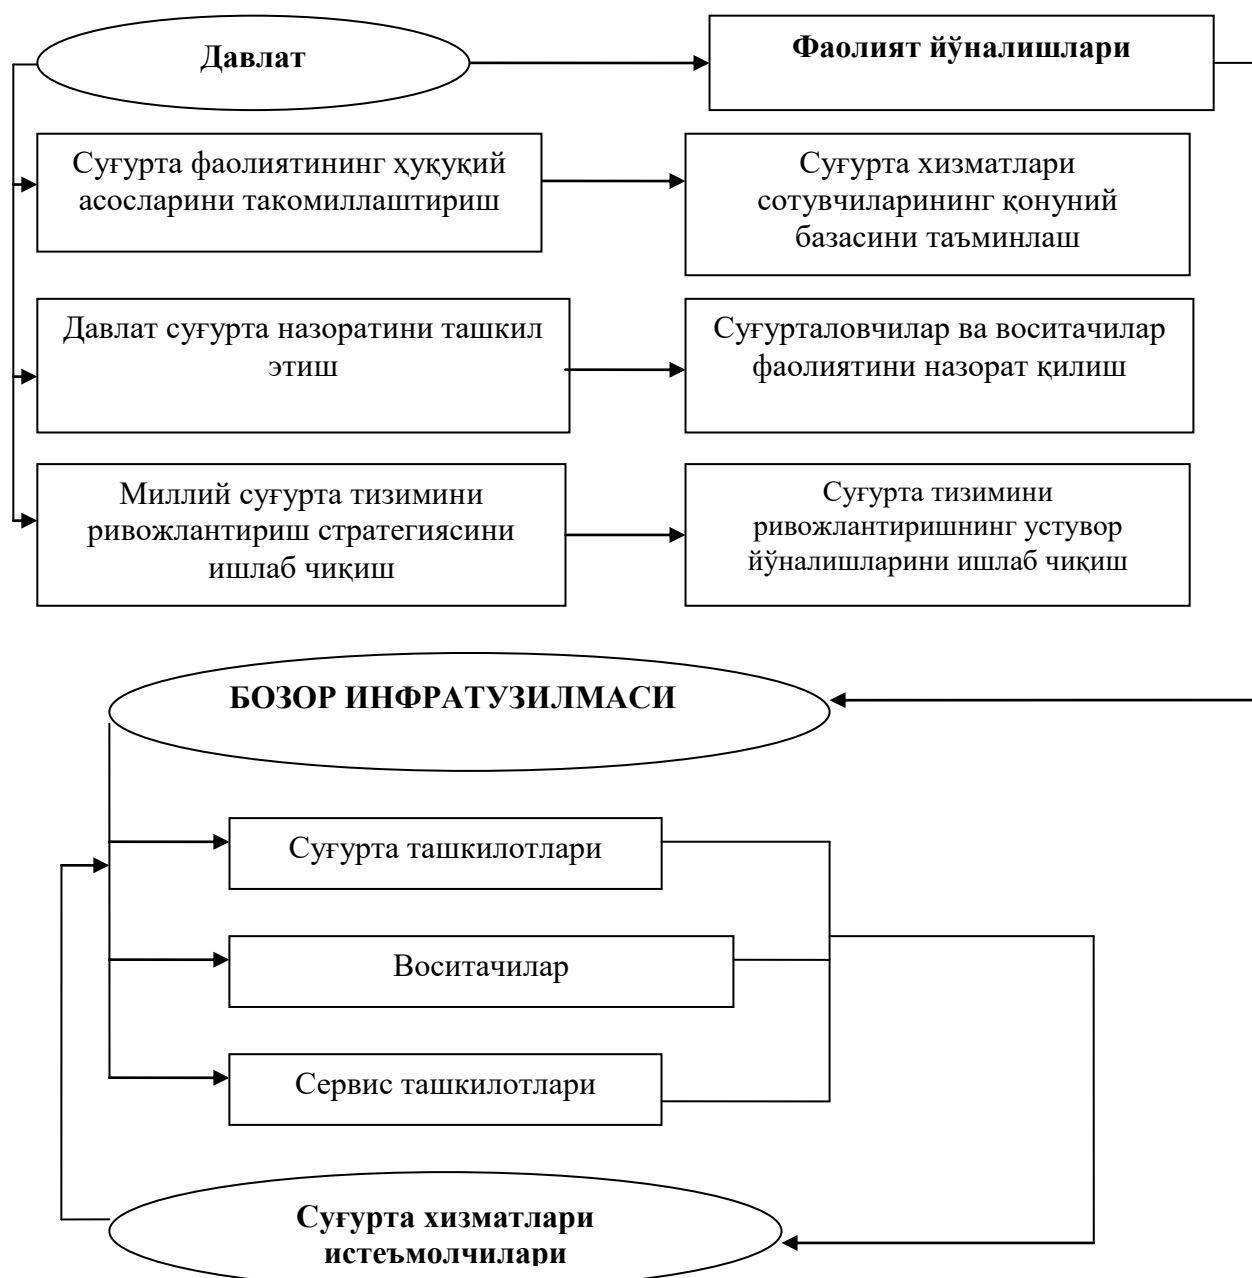 Давлат
Фаолият йўналишлари
Суғурта фаолиятининг ҳуқуқий
асосларини такомиллаштириш
Суғурта хизматлари
сотувчиларининг қонуний
базасини таъминлаш
Давлат суғурта назоратини ташкил
этиш
Суғурталовчилар ва воситачилар
фаолиятини назорат қилиш
Миллий суғурта тизимини
ривожлантириш стратегиясини
ишлаб чиқиш
Суғурта тизимини
ривожлантиришнинг устувор
йўналишларини ишлаб чиқиш
БОЗОР ИНФРАТУЗИЛМАСИ
Суғурта ташкилотлари
Воситачилар
Сервис ташкилотлари
Суғурта хизматлари
истеъмолчилари